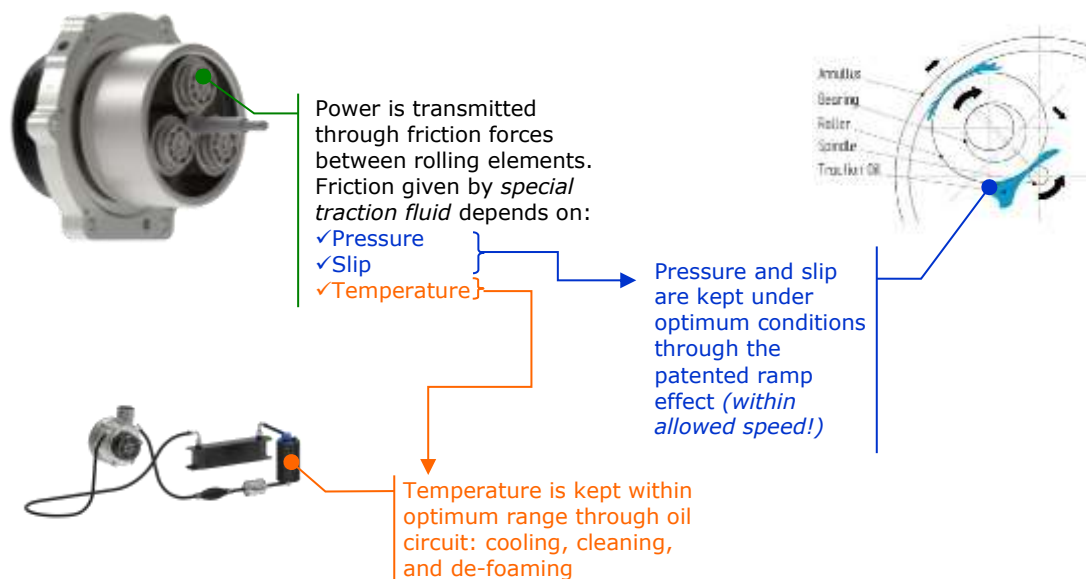 Power is transmitted
through friction forces
between rolling elements.
Friction given by special
traction fluid depends on:
✓Pressure
✓Slip
✓Temperature
Annulus
Bearing
Roller
Spindle
Traction Oil
Pressure and slip
are kept under
optimum conditions
through the
patented ramp
effect (within
allowed speed!)
Temperature is kept within
optimum range through oil
circuit: cooling, cleaning,
and de-foaming